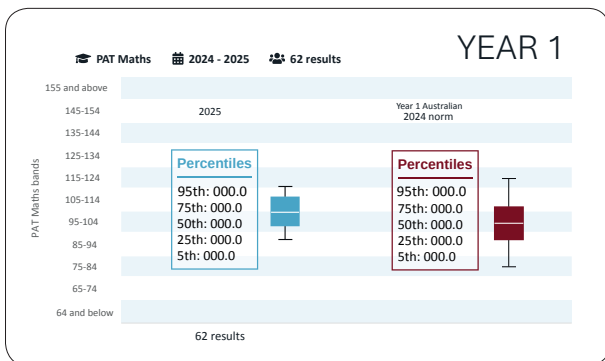 YEAR 1
PAT Maths 2024 - 2025 62 results
PAT Maths bands
155 and above
145-154
135-144
125-134
115-124
105-114
95-104
85-94
75-84
65-74
64 and below
2025
Percentiles
95th: 000.0
75th: 000.0
50th: 000.0
25th: 000.0
5th: 000.0
62 results
Year 1 Australian
2024 norm
Percentiles
95th: 000.0
75th: 000.0
50th: 000.0
25th: 000.0
5th: 000.0